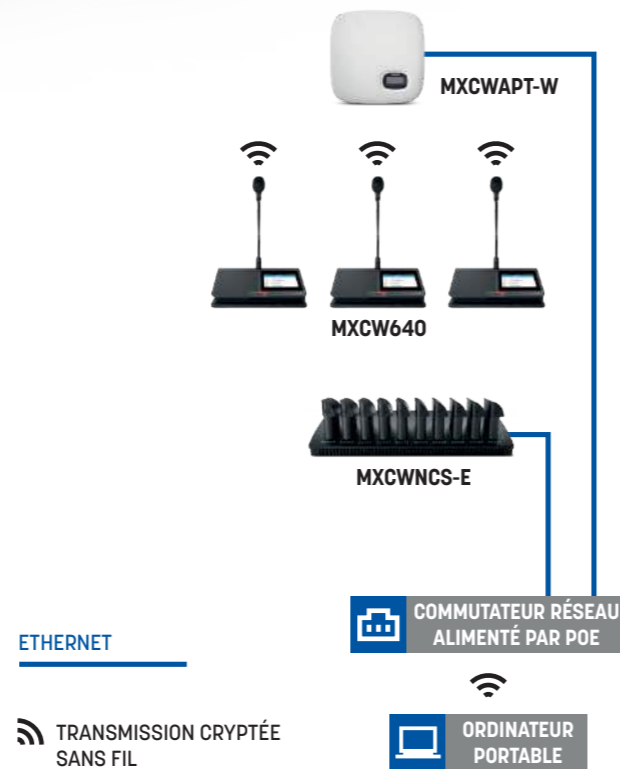 MXCWAPT-W
MXCW640
MXCWNCS-E
COMMUTATEUR RÉSEAU
ALIMENTÉ PAR POE
ETHERNET
TRANSMISSION CRYPTÉE
SANS FIL
ORDINATEUR
PORTABLE